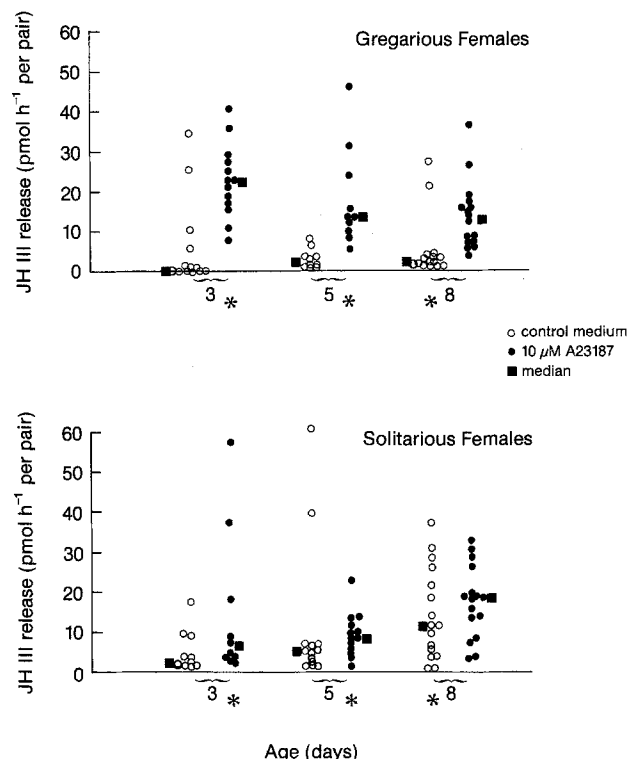 Gregarious Females
JH III release (pmol h⁻¹ per pair)
60
50
40
30
20
10
0
3 * 5 * * 8
○ control medium
● 10 µM A23187
■ median
Solitarious Females
JH III release (pmol h⁻¹ per pair)
60
50
40
30
20
10
0
3 * 5 * * 8
Age (days)